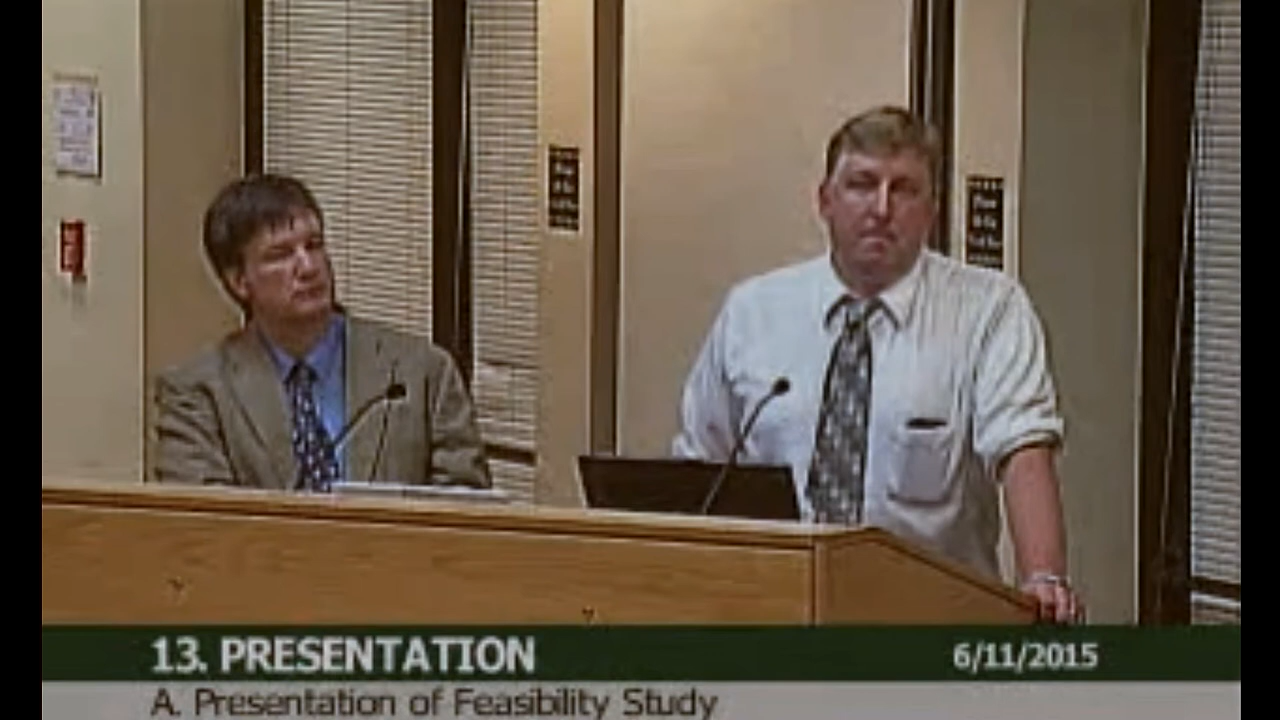 13. PRESENTATION
6/11/2015
A. Presentation of Feasibility Study